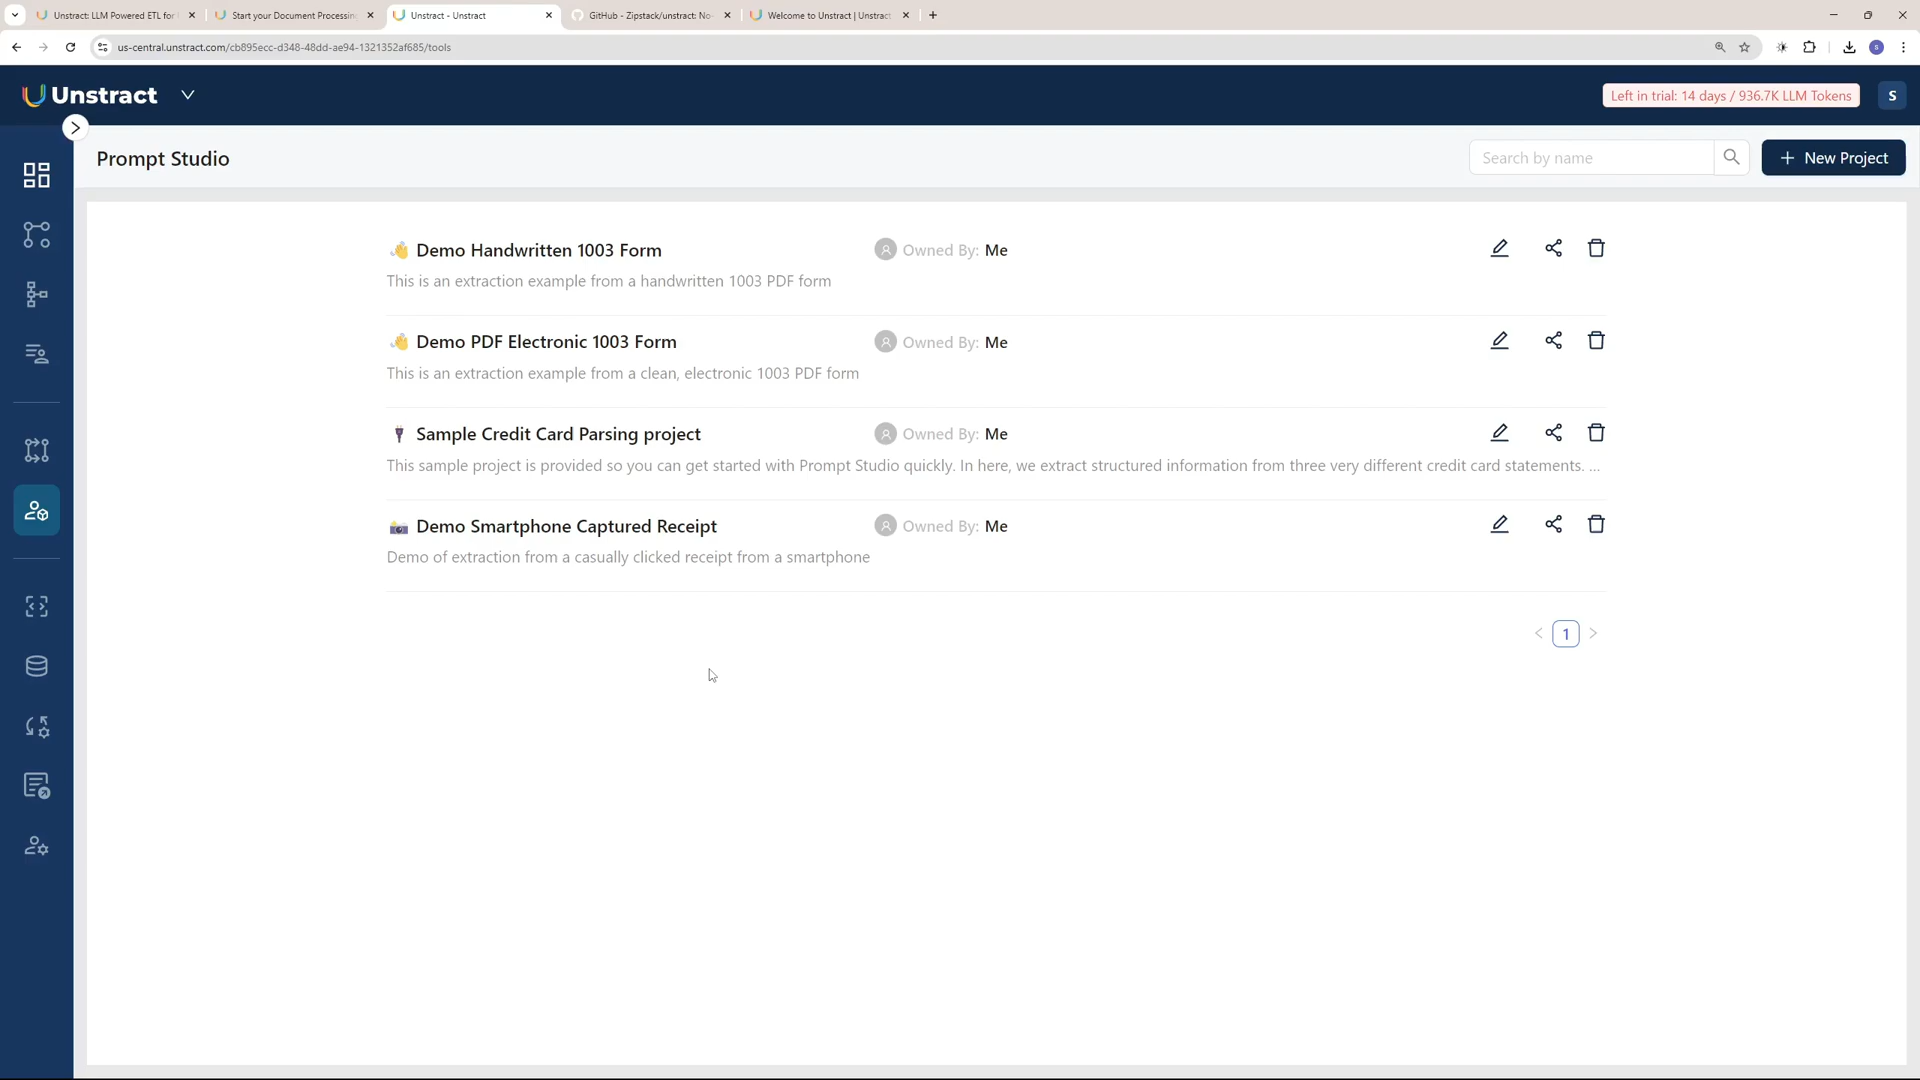 Unstract: LLM Powered ETL for
Start your Document Processing
Unstract - Unstract
GitHub - Zipstack/unstract: No-
Welcome to Unstract | Unstract
us-central.unstract.com/cb895ecc-d348-48dd-ae94-1321352af685/tools
S
Unstract
Left in trial: 14 days / 936.7K LLM Tokens
S
Prompt Studio
Search by name
New Project
Demo Handwritten 1003 Form
Owned By: Me
This is an extraction example from a handwritten 1003 PDF form
Demo PDF Electronic 1003 Form
Owned By: Me
This is an extraction example from a clean, electronic 1003 PDF form
Sample Credit Card Parsing project
Owned By: Me
This sample project is provided so you can get started with Prompt Studio quickly. In here, we extract structured information from three very different credit card statements. ...
Demo Smartphone Captured Receipt
Owned By: Me
Demo of extraction from a casually clicked receipt from a smartphone
1